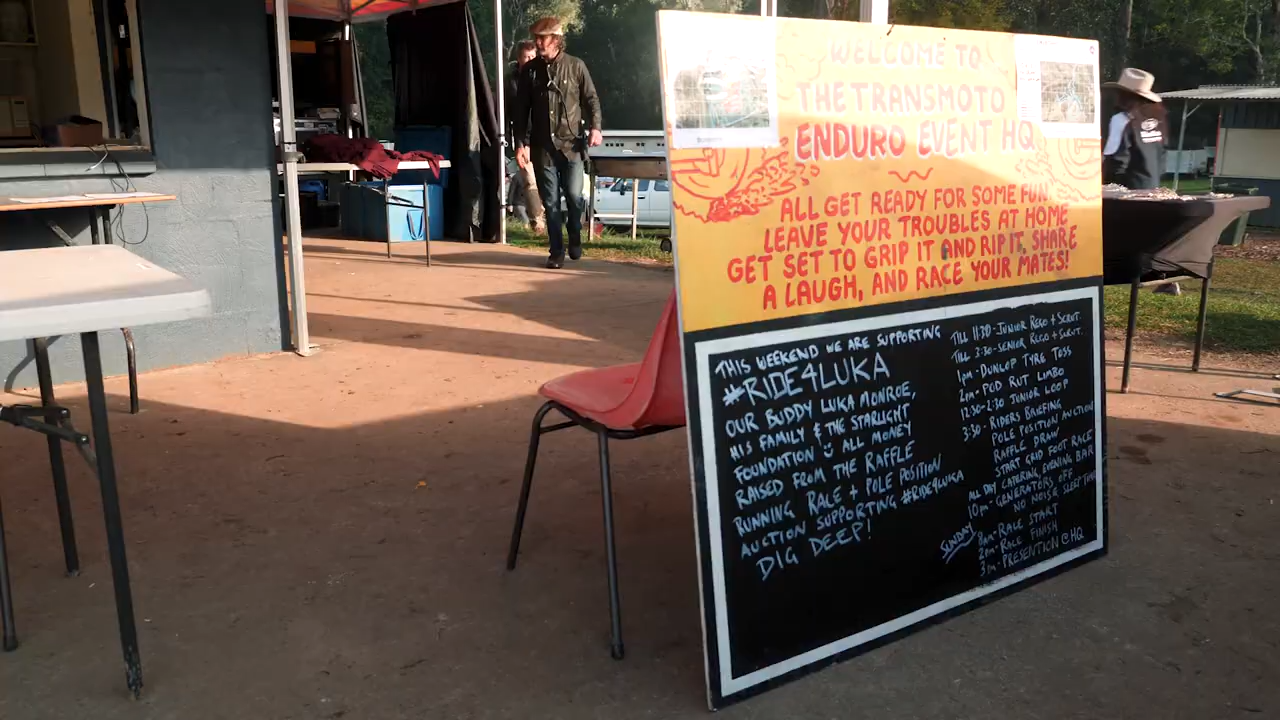 WELCOME TO
THE TRANSMOTO
ENDURO EVENT HQ
ALL GET READY FOR SOME FUN.
LEAVE YOUR TROUBLES AT HOME
GET SET TO GRIP IT AND RIP IT, SHARE
A LAUGH, AND RACE YOUR MATES!
THIS WEEKEND WE ARE SUPPORTING
#RIDE4LUKA
OUR BUDDY LUKA MONROE,
HIS FAMILY & THE STARLIGHT
FOUNDATION ALL MONEY
RAISED FROM THE RAFFLE
RUNNING RACE + POLE POSITION
AUCTION SUPPORTING #RIDE4LUKA
DIG DEEP!
TILL 11:30 - JUNIOR REGO + SCRUT.
TILL 3:30 - SENIOR REGO + SCRUT.
1pm - DUNLOP TYRE TOSS
2pm - POD RUT LIMBO
12:30-2:30 JUNIOR LOOP
3:30 - RIDERS BRIEFING
POLE POSITION AUCTION
RAFFLE DRAW
START GRID FOOT RACE
ALL DAY CATERING, EVENING BAR
10pm - GENERATORS OFF
NO NOISE, SLEEP TIME
SUNDAY
8am - RACE START
2pm - RACE FINISH
3pm - PRESENTION @ HQ